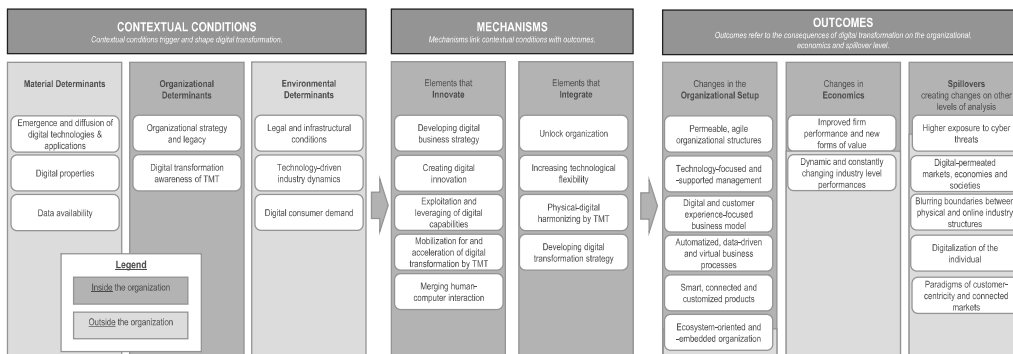 CONTEXTUAL CONDITIONS
Contextual conditions trigger and shape digital transformation.
Material Determinants
Emergence and diffusion of
digital technologies &
applications
Digital properties
Data availability
Organizational
Determinants
Organizational strategy
and legacy
Digital transformation
awareness of TMT
Environmental
Determinants
Legal and infrastructural
conditions
Technology-driven
industry dynamics
Digital consumer demand
Legend
Inside the organization
Outside the organization
MECHANISMS
Mechanisms link contextual conditions with outcomes.
Elements that
Innovate
Developing digital
business strategy
Creating digital
innovation
Exploitation and
leveraging of digital
capabilities
Mobilization for and
acceleration of digital
transformation by TMT
Merging human-
computer interaction
Elements that
Integrate
Unlock organization
Increasing technological
flexibility
Physical-digital
harmonizing by TMT
Developing digital
transformation strategy
OUTCOMES
Outcomes refer to the consequences of digital transformation on the organizational,
economics and spillover level.
Changes in the
Organizational Setup
Permeable, agile
organizational structures
Technology-focused and
-supported management
Digital and customer
experience-focused
business model
Automatized, data-driven
and virtual business
processes
Smart, connected and
customized products
Ecosystem-oriented and
-embedded organization
Changes in
Economics
Improved firm
performance and new
forms of value
Dynamic and constantly
changing industry level
performances
Spillovers
creating changes on other
levels of analysis
Higher exposure to cyber
threats
Digital-permeated
markets, economies and
societies
Blurring boundaries between
physical and online industry
structures
Digitalization of the
individual
Paradigms of customer-
centricity and connected
markets